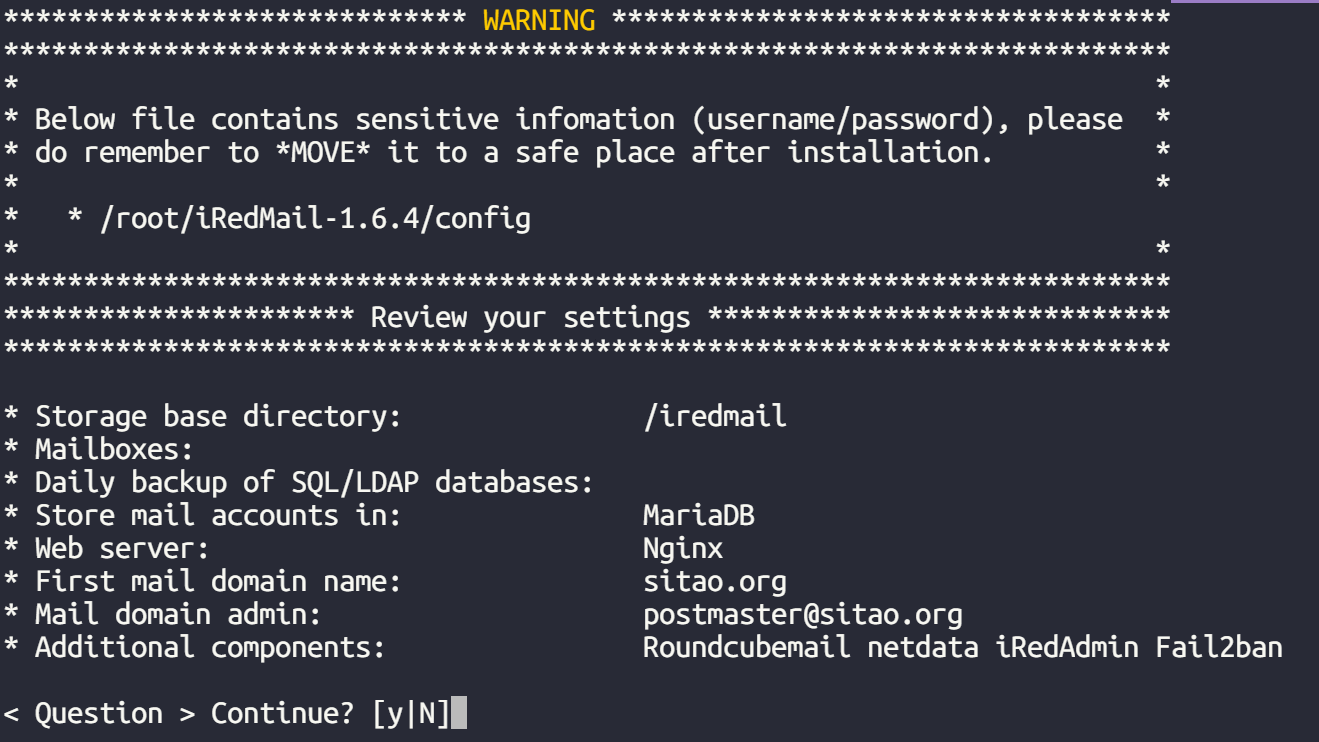 ***************************** WARNING ***********************************
*************************************************************************
* *
* Below file contains sensitive infomation (username/password), please *
* do remember to *MOVE* it to a safe place after installation. *
* *
* * /root/iRedMail-1.6.4/config
* *
*************************************************************************
********************** Review your settings *****************************
*************************************************************************
* Storage base directory: /iredmail
* Mailboxes:
* Daily backup of SQL/LDAP databases:
* Store mail accounts in: MariaDB
* Web server: Nginx
* First mail domain name: sitao.org
* Mail domain admin: postmaster@sitao.org
* Additional components: Roundcubemail netdata iRedAdmin Fail2ban
< Question > Continue? [y|N]